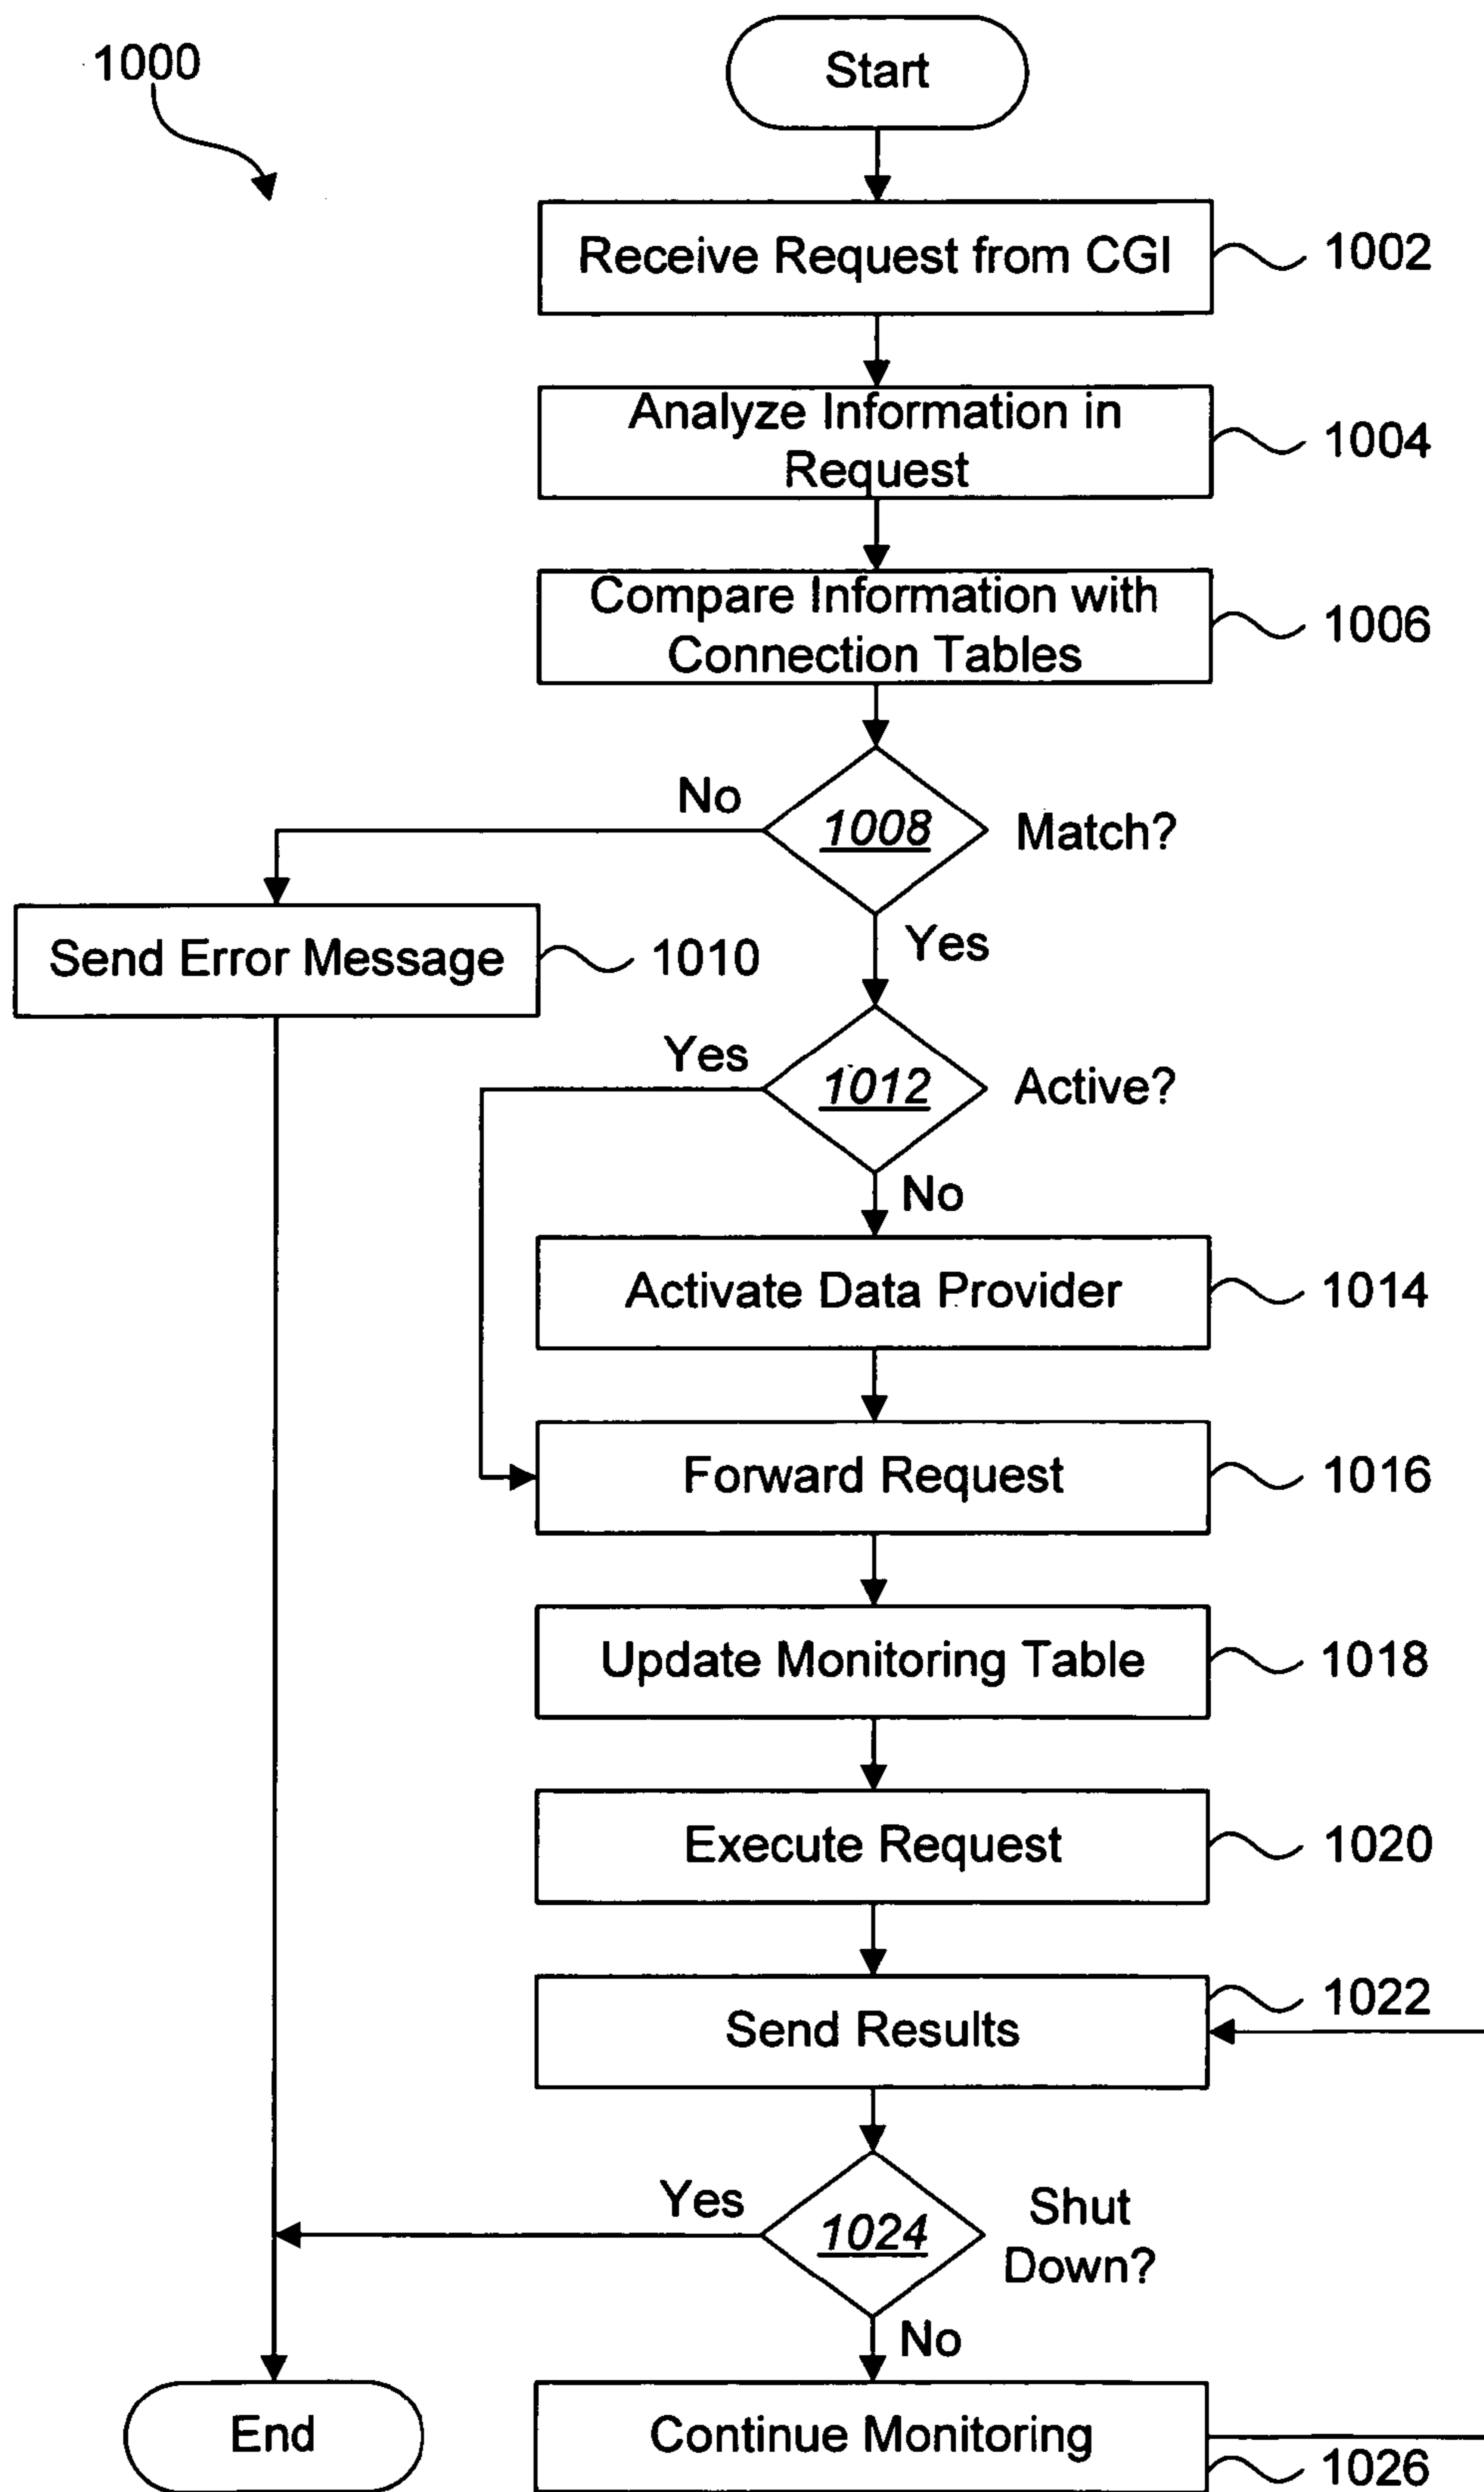 1000
Start
Receive Request from CGI
1002
Analyze Information in
Request
1004
Compare Information with
Connection Tables
1006
No
1008
Match?
Send Error Message
1010
Yes
Yes
1012
Active?
No
Activate Data Provider
1014
Forward Request
1016
Update Monitoring Table
1018
Execute Request
1020
Send Results
1022
Yes
1024
Shut
Down?
No
End
Continue Monitoring
1026